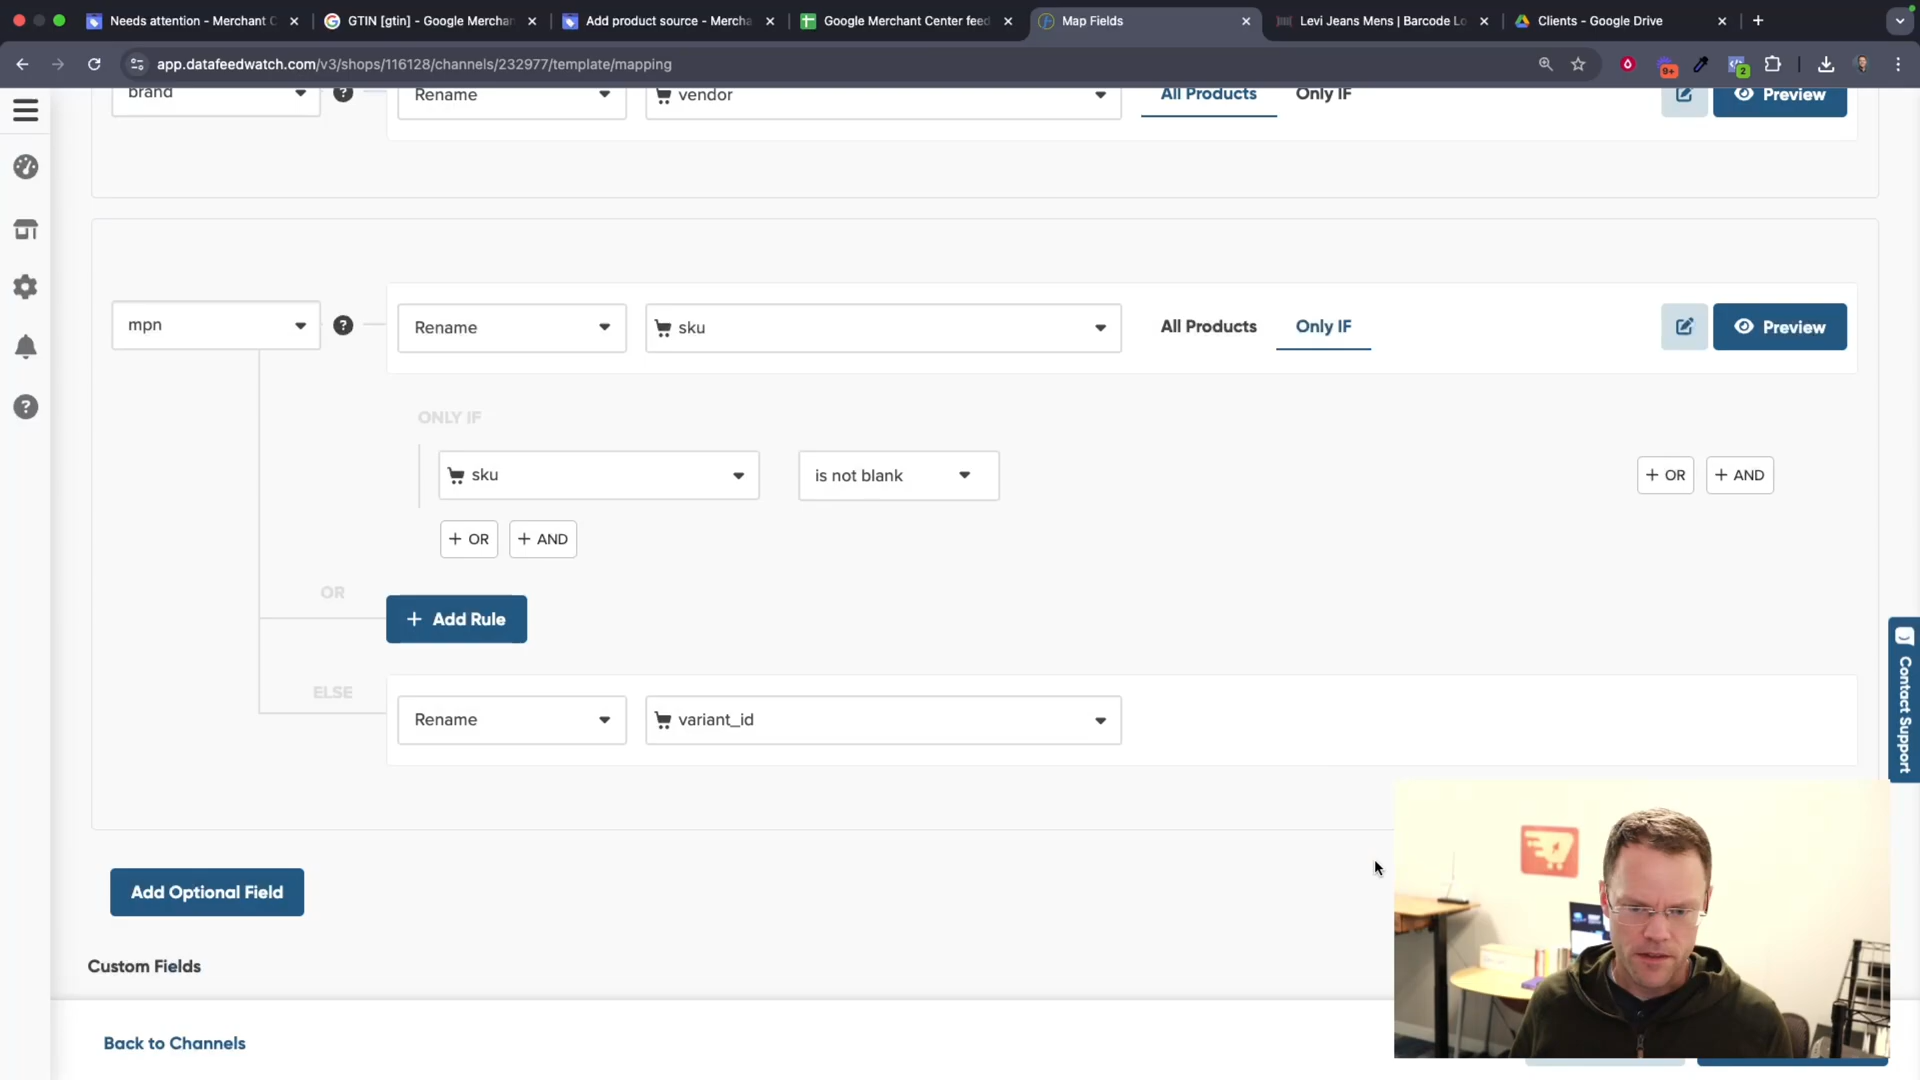 Needs attention - Merchant C
GTIN [gtin] - Google Merchan
Add product source - Mercha
Google Merchant Center feed
Map Fields
Levi Jeans Mens | Barcode Lo
Clients - Google Drive
app.datafeedwatch.com/v3/shops/116128/channels/232977/template/mapping
9+
2
brand
?
Rename
vendor
All Products
Only IF
Preview
mpn
?
Rename
sku
All Products
Only IF
Preview
ONLY IF
sku
is not blank
+ OR
+ AND
+ OR
+ AND
OR
+ Add Rule
ELSE
Rename
variant_id
Contact Support
Add Optional Field
Custom Fields
Back to Channels